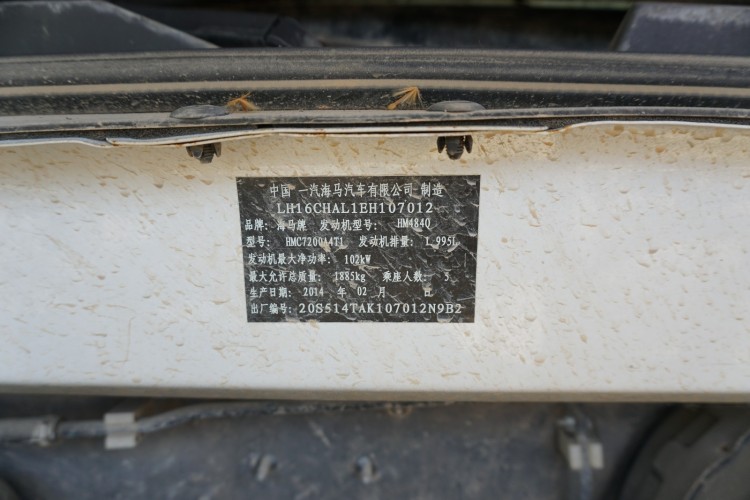 中国 一汽海马汽车有限公司 制造
LH16CHAL1EH107012
品牌：海马牌 发动机型号： HM484Q
型号： HMC7200A4T1 发动机排量： 1.995L
发动机最大净功率： 102kW
最大允许总质量： 1885kg 乘座人数： 5
生产日期： 2014 年 02 月 日
出厂编号： 20S514TAK107012N9B2